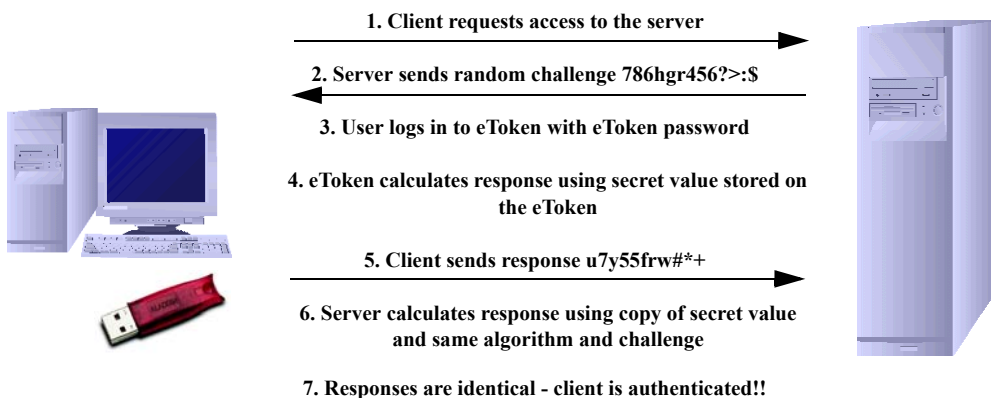 1. Client requests access to the server
2. Server sends random challenge 786hgr456?>:$
3. User logs in to eToken with eToken password
4. eToken calculates response using secret value stored on
the eToken
5. Client sends response u7y55frw#*+
6. Server calculates response using copy of secret value
and same algorithm and challenge
7. Responses are identical - client is authenticated!!